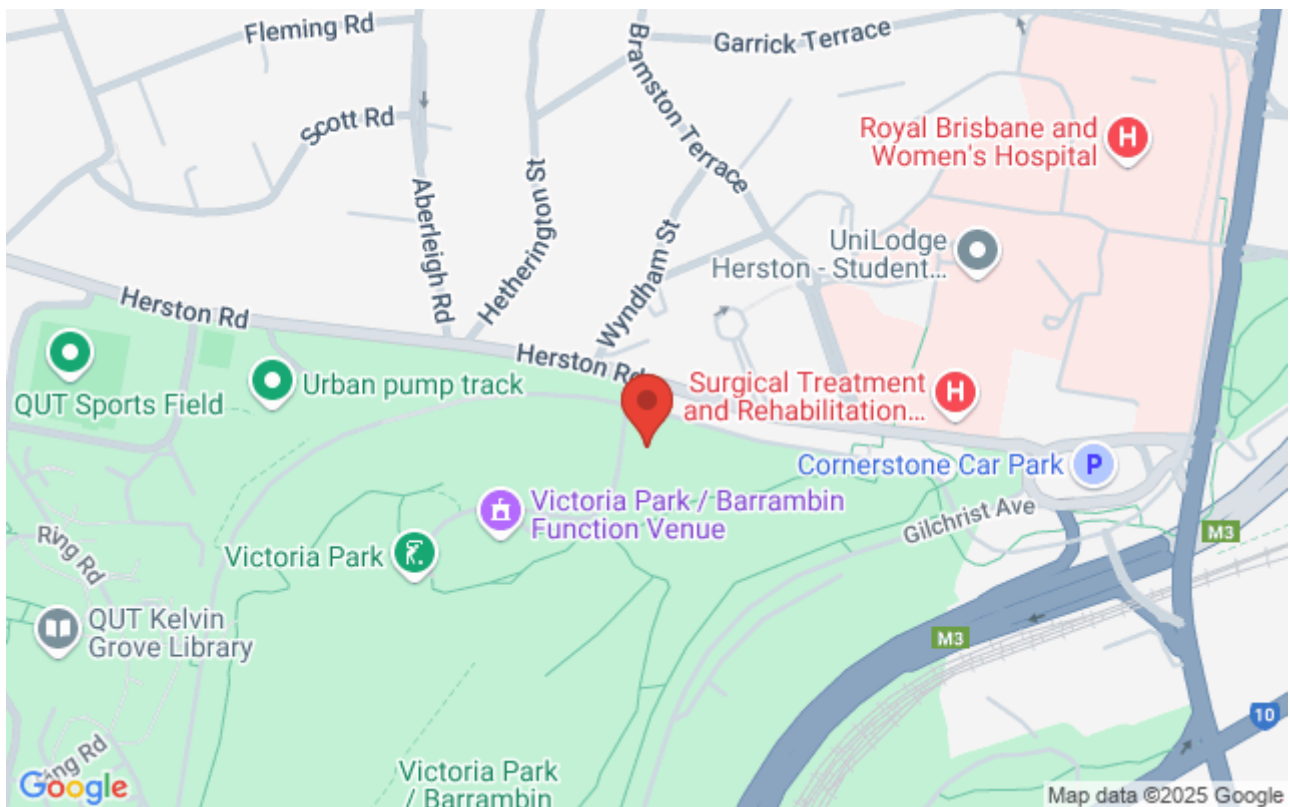 Fleming Rd
Garrick Terrace
Bramston Terrace
Scott Rd
Royal Brisbane and
Women's Hospital
H
Aberleigh Rd
Hetherington St
Wyndham St
UniLodge
Herston - Student...
Herston Rd
Herston Rd
QUT Sports Field
Urban pump track
Surgical Treatment
and Rehabilitation...
H
Cornerstone Car Park
P
Victoria Park / Barrambin
Function Venue
Gilchrist Ave
M3
Victoria Park
Ring Rd
QUT Kelvin
Grove Library
M3
10
Ring Rd
Victoria Park
/ Barrambin
Google
Map data ©2025 Google